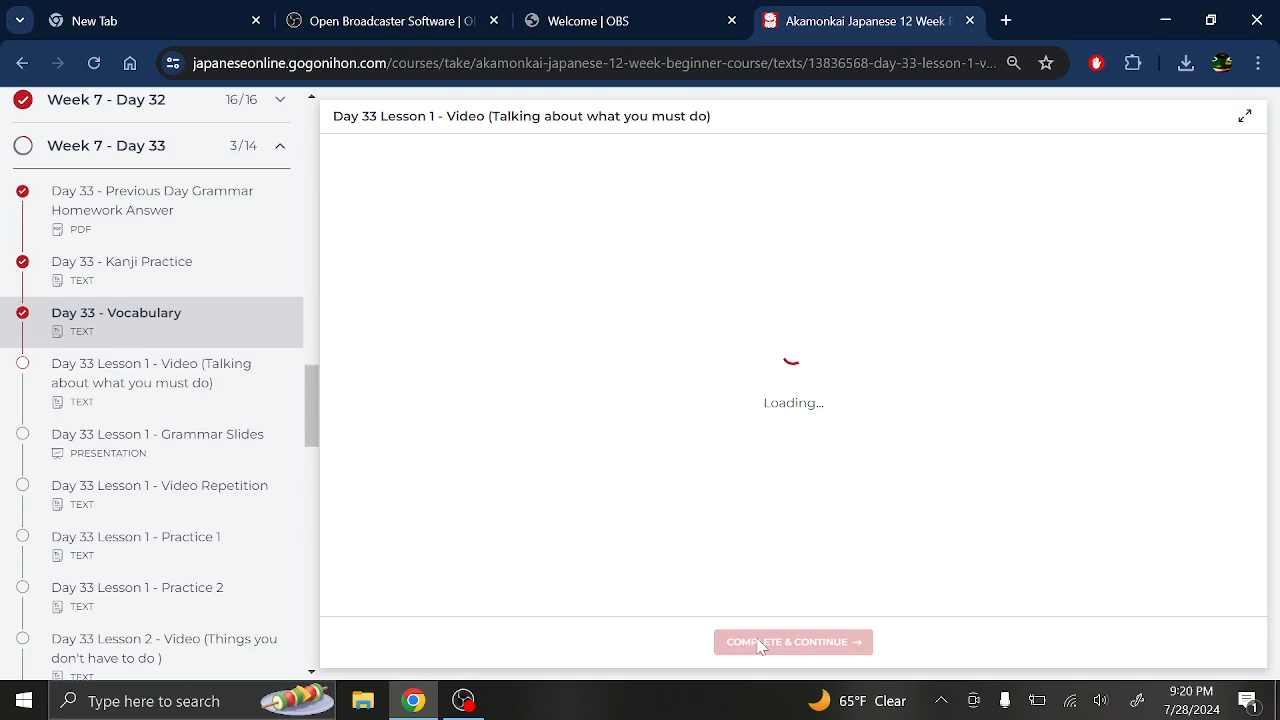 New Tab
Open Broadcaster Software | O
Welcome | OBS
Akamonkai Japanese 12 Week
japaneseonline.gogonihon.com/courses/take/akamonkai-japanese-12-week-beginner-course/texts/13836568-day-33-lesson-1-v...
Week 7 - Day 32 16/16
Week 7 - Day 33 3/14
Day 33 - Previous Day Grammar
Homework Answer
PDF
Day 33 - Kanji Practice
TEXT
Day 33 - Vocabulary
TEXT
Day 33 Lesson 1 - Video (Talking
about what you must do)
TEXT
Day 33 Lesson 1 - Grammar Slides
PRESENTATION
Day 33 Lesson 1 - Video Repetition
TEXT
Day 33 Lesson 1 - Practice 1
TEXT
Day 33 Lesson 1 - Practice 2
TEXT
Day 33 Lesson 2 - Video (Things you
don't have to do )
TEXT
Day 33 Lesson 1 - Video (Talking about what you must do)
Loading...
COMPLETE & CONTINUE →
Type here to search
65°F Clear
9:20 PM
7/28/2024